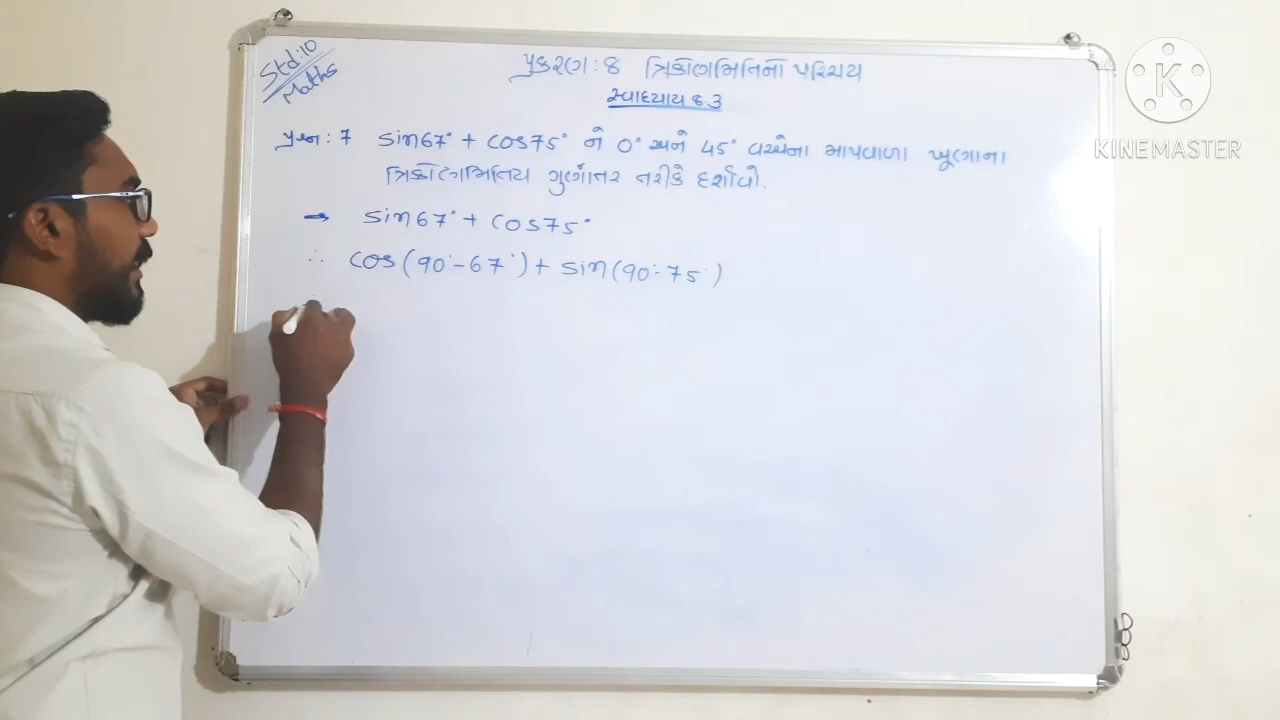 Std:10
Maths
પ્રકરણ : 8 ત્રિકોણમિતિનો પરિચય
સ્વાધ્યાય 8.3
પ્રશ્ન : 7 sin67° + cos75° ને 0° અને 45° વચ્ચેના માપવાળા ખૂણાના
ત્રિકોણમિતિય ગુણોત્તર તરીકે દર્શાવો.
→ sin67° + cos75°
∴ cos(90°-67°) + sin(90°-75°)
K
KINEMASTER